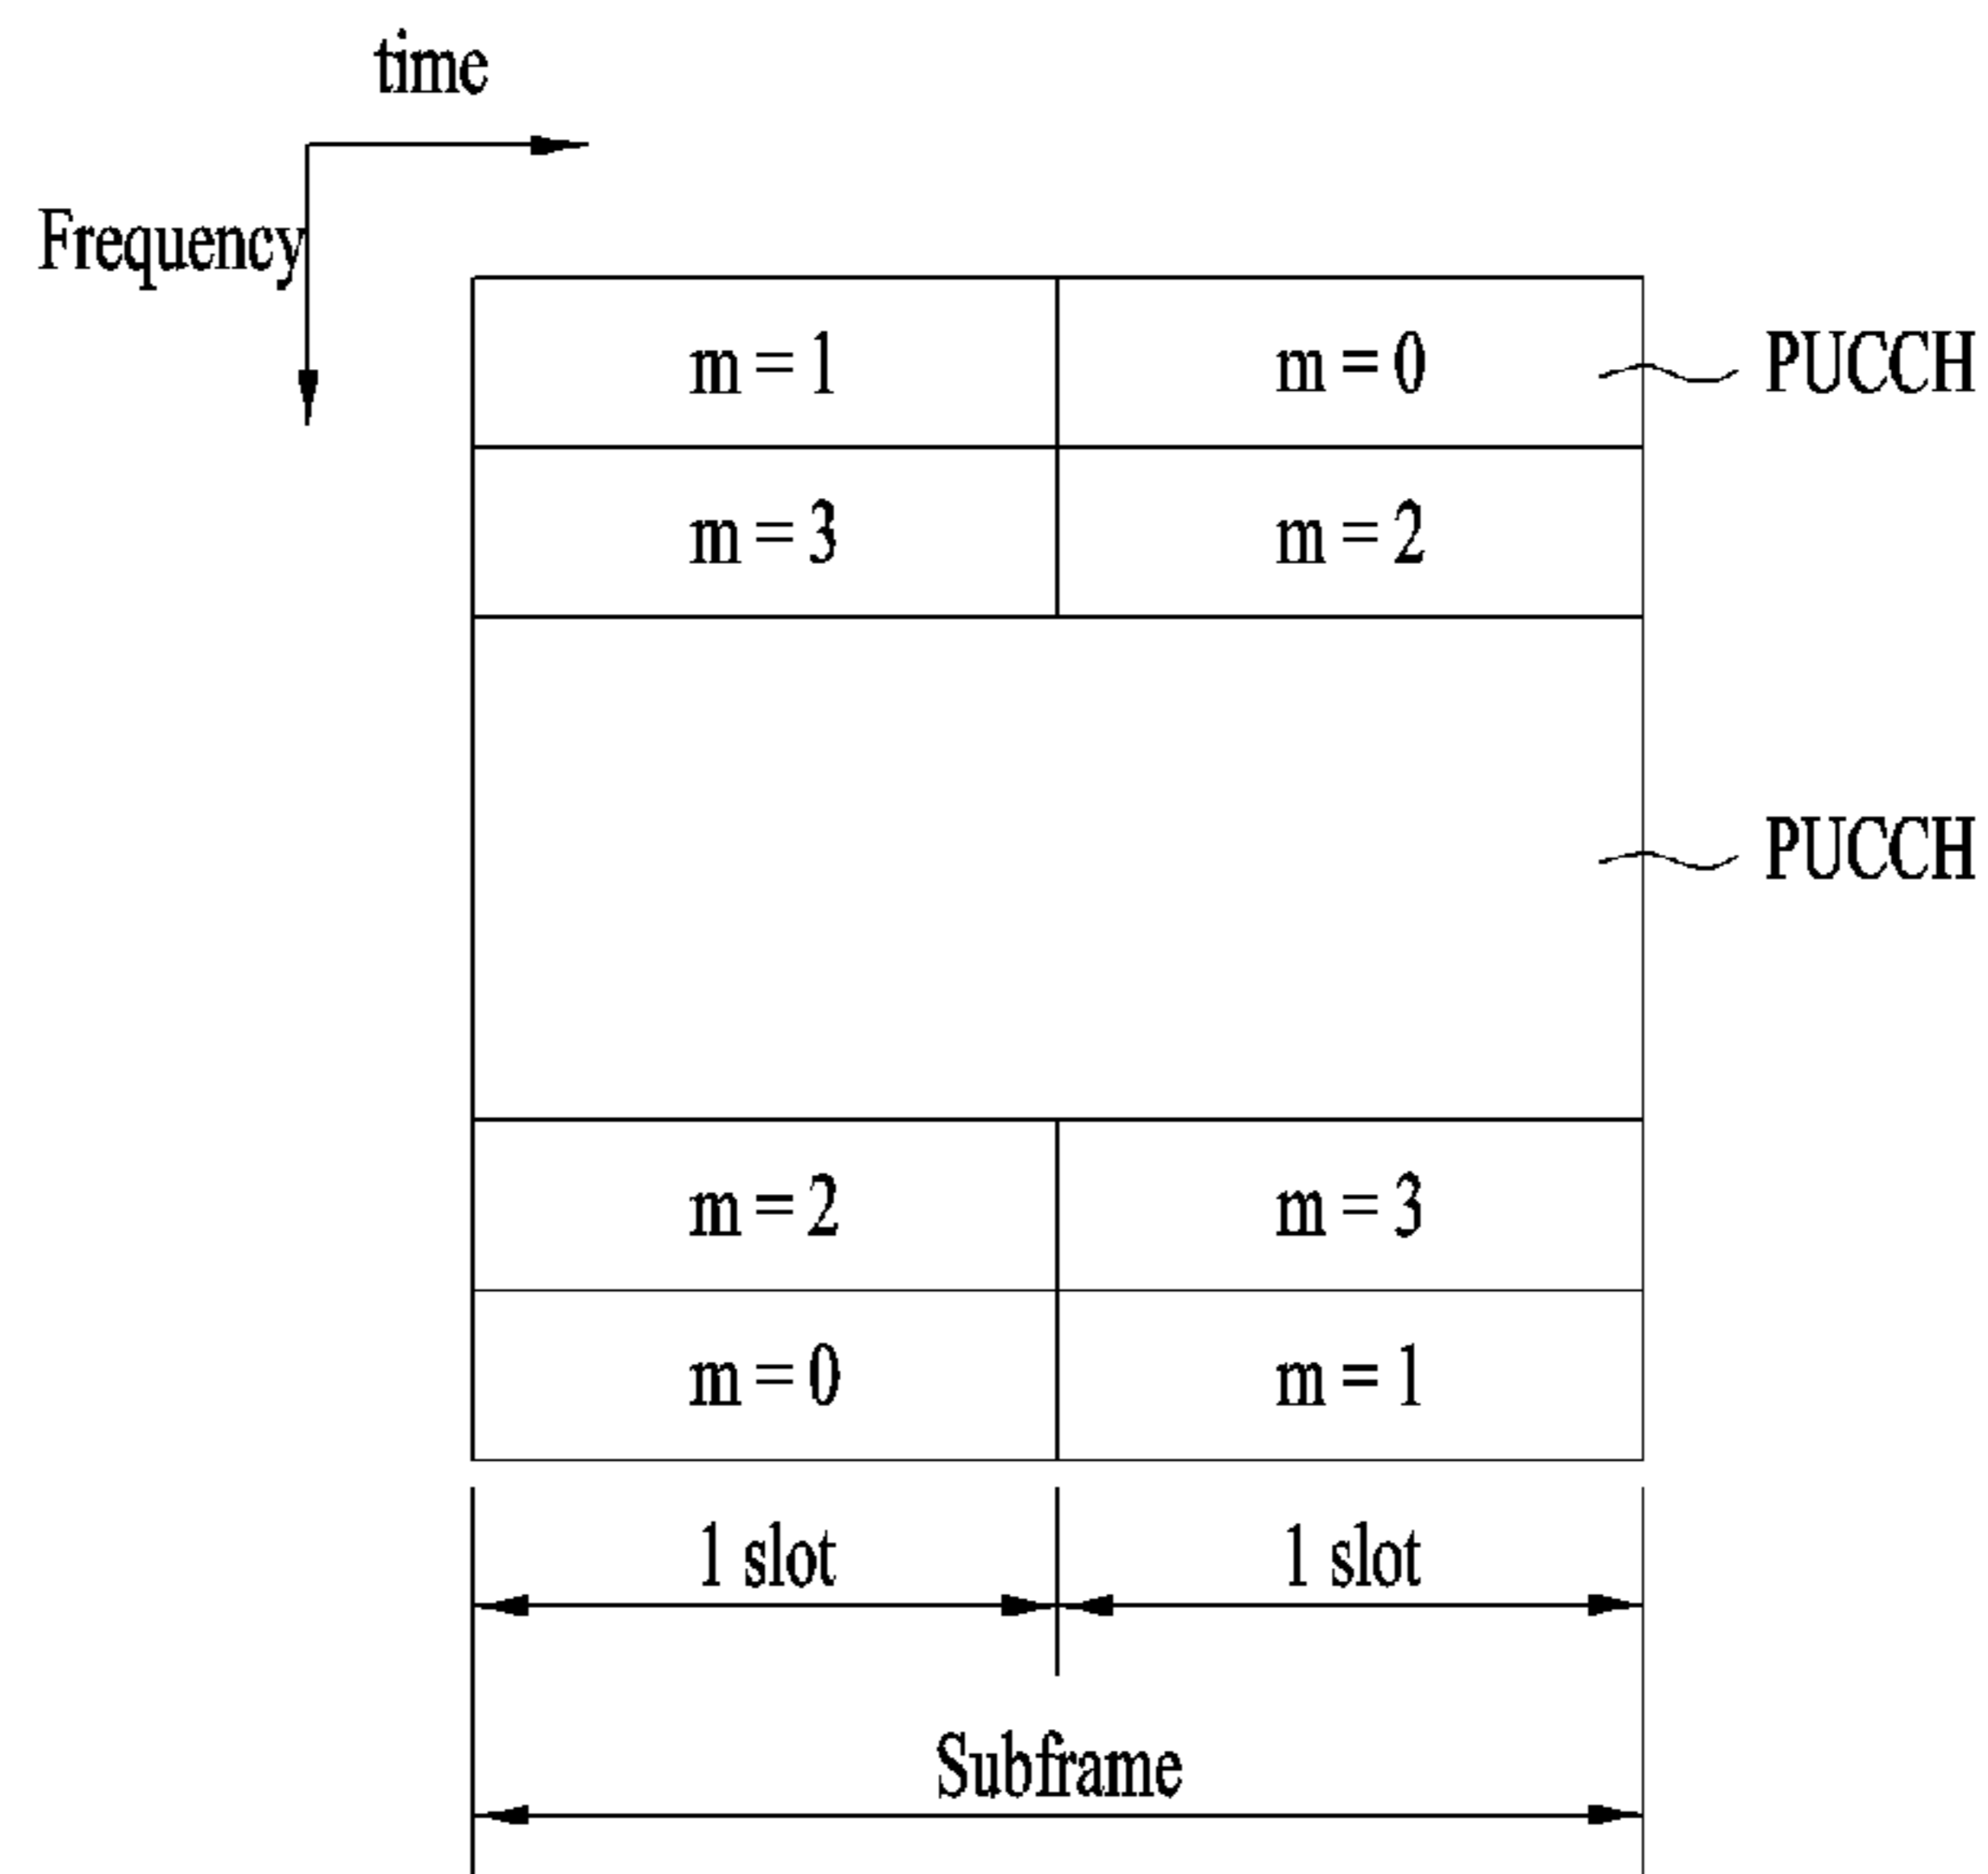 time
Frequency
m = 1
m = 0
PUCCH
m = 3
m = 2
PUCCH
m = 2
m = 3
m = 0
m = 1
1 slot
1 slot
Subframe